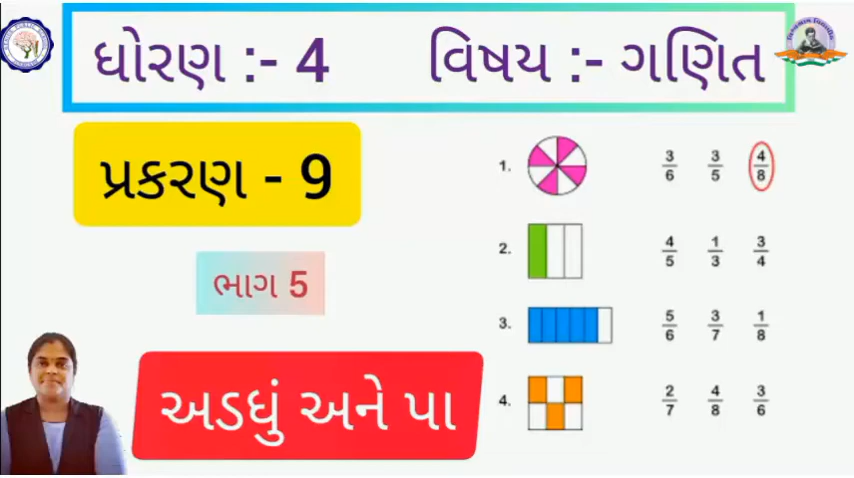 ધોરણ :- 4 વિષય :- ગણિત
પ્રકરણ - 9
ભાગ 5
અડધું અને પા
1. 3/6 3/5 4/8
2. 4/5 1/3 3/4
3. 5/6 3/7 1/8
4. 2/7 4/8 3/6